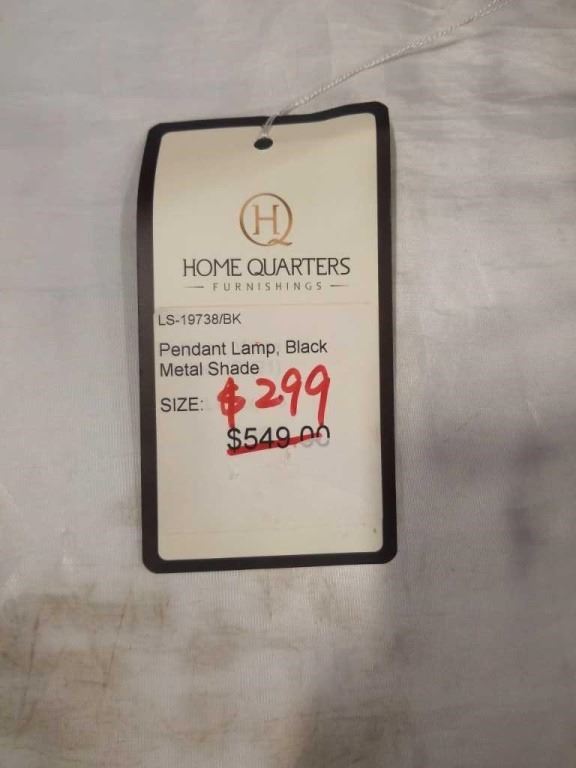 HQ
HOME QUARTERS
FURNISHINGS
LS-19738/BK
Pendant Lamp, Black
Metal Shade
SIZE: $299
$549.00